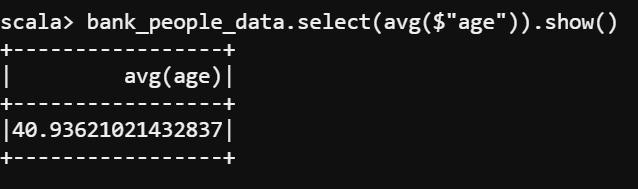 scala> bank_people_data.select(avg($"age")).show()
+-----------------+
|         avg(age)|
+-----------------+
|40.93621021432837|
+-----------------+